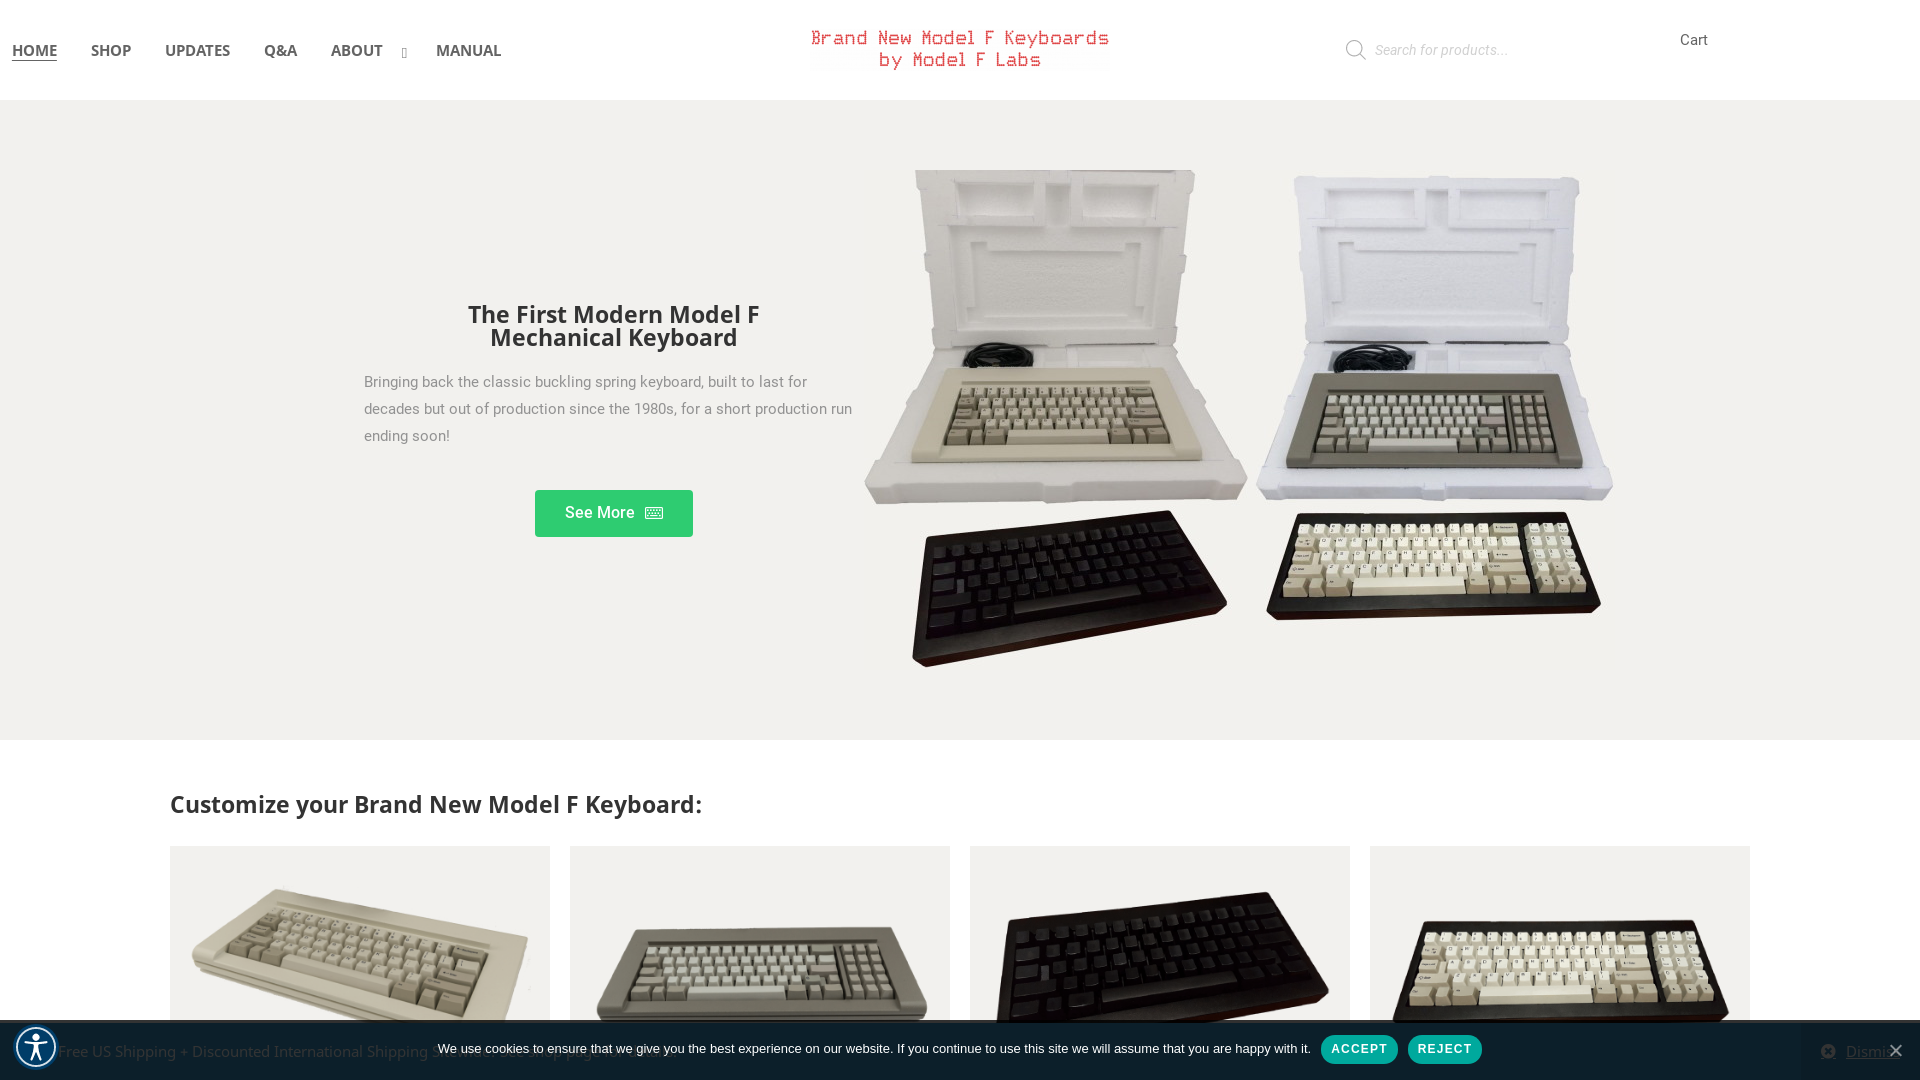 HOME SHOP UPDATES Q&A ABOUT MANUAL
Brand New Model F Keyboards
by Model F Labs
Search for products...
Cart
The First Modern Model F
Mechanical Keyboard
Bringing back the classic buckling spring keyboard, built to last for
decades but out of production since the 1980s, for a short production run
ending soon!
See More
Customize your Brand New Model F Keyboard:
Free US Shipping + Discounted International Shipping
We use cookies to ensure that we give you the best experience on our website. If you continue to use this site we will assume that you are happy with it.
ACCEPT
REJECT
Dismiss